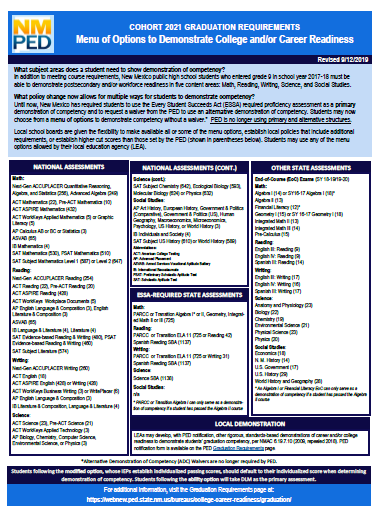 NM
PED
COHORT 2021 GRADUATION REQUIREMENTS
Menu of Options to Demonstrate College and/or Career Readiness
Revised 9/12/2019
What subject areas does a student need to show demonstration of competency?
In addition to meeting course requirements, New Mexico public high school students who entered grade 9 in school year 2017-18 must be
able to demonstrate postsecondary and/or workforce readiness in five content areas: Math, Reading, Writing, Science, and Social Studies.
What policy change now allows for multiple ways for students to demonstrate competency?
Until now, New Mexico has required students to use the Every Student Succeeds Act (ESSA) required proficiency assessment as a primary
demonstration of competency and to request a waiver from the PED to use an alternative demonstration of competency. Students may now
choose from a menu of options to demonstrate competency without a waiver.* PED is no longer using primary and alternative structures.
Local school boards are given the flexibility to make available all or some of the menu options, establish local policies that include additional
requirements, or establish higher cut scores than those set by the PED (shown in parentheses below). Students may use any of the menu
options allowed by their local education agency (LEA).
NATIONAL ASSESSMENTS
Math:
Next-Gen ACCUPLACER Quantitative Reasoning,
Algebra, and Statistics (256), Advanced Algebra (249)
ACT Mathematics (22), Pre-ACT Mathematics (10)
ACT ASPIRE Mathematics (432)
ACT WorkKeys Applied Mathematics (5) or Graphic
Literacy (5)
AP Calculus AB or BC or Statistics (3)
ASVAB (65)
IB Mathematics (4)
SAT Mathematics (530), PSAT Mathematics (510)
SAT Subject Mathematics Level 1 (587) or Level 2 (647)
Reading:
Next-Gen ACCUPLACER Reading (254)
ACT Reading (22), Pre-ACT Reading (20)
ACT ASPIRE Reading (428)
ACT WorkKeys Workplace Documents (5)
AP English Language & Composition (3), English
Literature & Composition (3)
ASVAB (65)
IB Language & Literature (4), Literature (4)
SAT Evidence-based Reading & Writing (480), PSAT
Evidence-based Reading & Writing (460)
SAT Subject Literature (574)
Writing:
Next-Gen ACCUPLACER Writing (260)
ACT English (18)
ACT ASPIRE English (426) or Writing (428)
ACT WorkKeys Business Writing (3) or WritePlacer (6)
AP English Language & Composition (3)
IB Literature & Composition, Language & Literature (4)
Science:
ACT Science (23), Pre-ACT Science (21)
ACT WorkKeys Applied Technology (3)
AP Biology, Chemistry, Computer Science,
Environmental Science, or Physics (3)
NATIONAL ASSESSMENTS (CONT.)
Science (cont.):
SAT Subject Chemistry (642), Ecological Biology (593),
Molecular Biology (624) or Physics (632)
Social Studies:
AP Art History, European History, Government & Politics
(Comparative), Government & Politics (US), Human
Geography, Macroeconomics, Microeconomics,
Psychology, US History, or World History (3)
IB Individuals and Society (4)
SAT Subject US History (610) or World History (589)
Abbreviations:
ACT: American College Testing
AP: Advanced Placement
ASVAB: Armed Services Vocational Aptitude Battery
IB: International Baccalaureate
PSAT: Preliminary Scholastic Aptitude Test
SAT: Scholastic Aptitude Test
ESSA-REQUIRED STATE ASSESSMENTS
Math:
PARCC or Transition Algebra I* or II, Geometry, Integrated
Math II or III (725)
Reading:
PARCC or Transition ELA 11 (725 or Reading 42)
Spanish Reading SBA (1137)
Writing:
PARCC or Transition ELA 11 (725 or Writing 31)
Spanish Reading SBA (1137)
Science:
Science SBA (1138)
Social Studies:
n/a
* PARCC or Transition Algebra I can only serve as a demonstration
of competency if a student has passed the Algebra II course
OTHER STATE ASSESSMENTS
End-of-Course (EoC) Exams (SY 18-19/19-20)
Math:
Algebra I (14) or SY16-17 Algebra I (16)*
Algebra II (13)
Financial Literacy (12)*
Geometry I (15) or SY 16-17 Geometry I (18)
Integrated Math II (13)
Integrated Math III (14)
Pre-Calculus (15)
Reading:
English III: Reading (9)
English IV: Reading (9)
Spanish III: Reading (14)
Writing:
English III: Writing (17)
English IV: Writing (16)
Spanish III: Writing (17)
Science:
Anatomy and Physiology (23)
Biology (22)
Chemistry (19)
Environmental Science (21)
Physical Science (23)
Physics (20)
Social Studies:
Economics (18)
N. M. History (14)
U.S. Government (17)
U.S. History (29)
World History and Geography (28)
* An Algebra I or Financial Literacy EoC can only serve as a
demonstration of competency if a student has passed the Algebra
II course
LOCAL DEMONSTRATION
LEAs may develop, with PED notification, other rigorous, standards-based demonstrations of career and/or college
readiness to demonstrate students' graduation competency, per NMAC 6.19.7.10 (2009, repealed 2018). PED
notification form is available on the PED Graduation Requirements page.
*Alternative Demonstration of Competency (ADC) Waivers are no longer required by PED.
Students following the modified option, whose IEPs establish individualized passing scores, should default to their individualized score when determining
demonstration of competency. Students following the ability option will take DLM as the primary assessment.
For additional information, visit the Graduation Requirements page at:
https://webnew.ped.state.nm.us/bureaus/college-career-readiness/graduation/